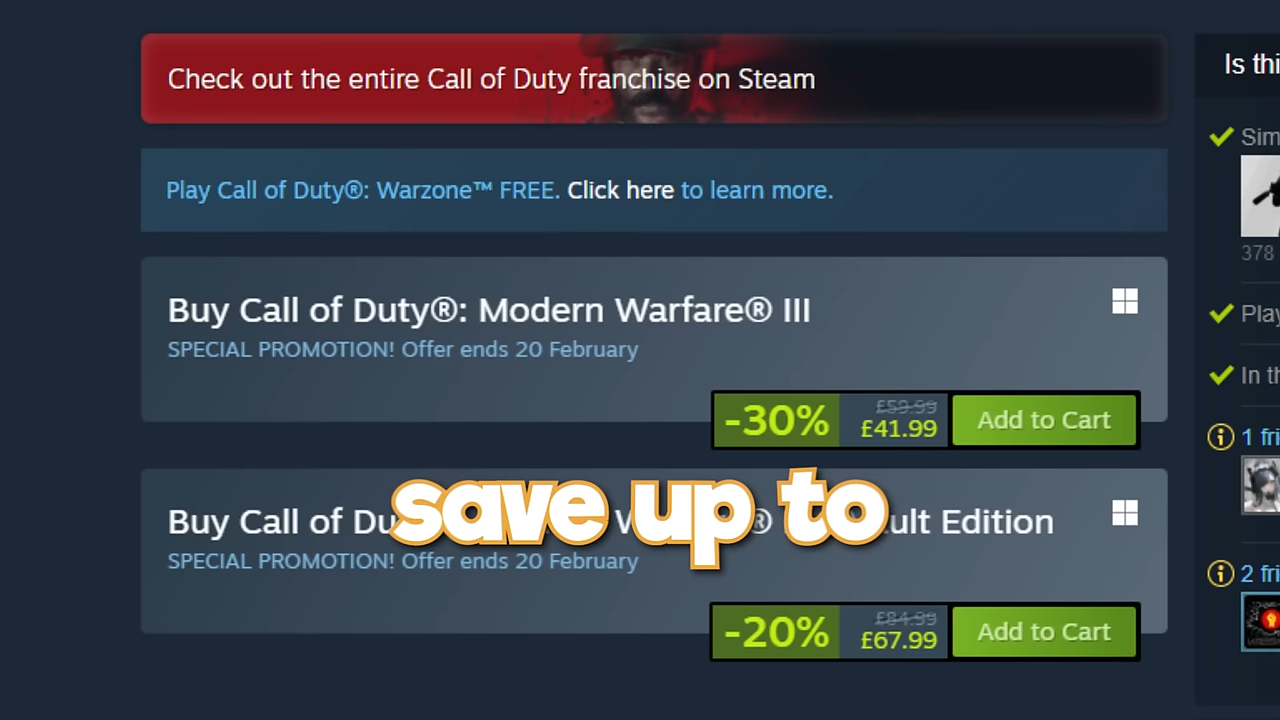 Check out the entire Call of Duty franchise on Steam
Play Call of Duty®: Warzone™ FREE. Click here to learn more.
Buy Call of Duty®: Modern Warfare® III
SPECIAL PROMOTION! Offer ends 20 February
-30%
£59.99
£41.99
Add to Cart
save up to
Buy Call of Du
® 
ult Edition
SPECIAL PROMOTION! Offer ends 20 February
-20%
£84.99
£67.99
Add to Cart
Is thi
Sim
378
Play
In th
1 fri
2 fri